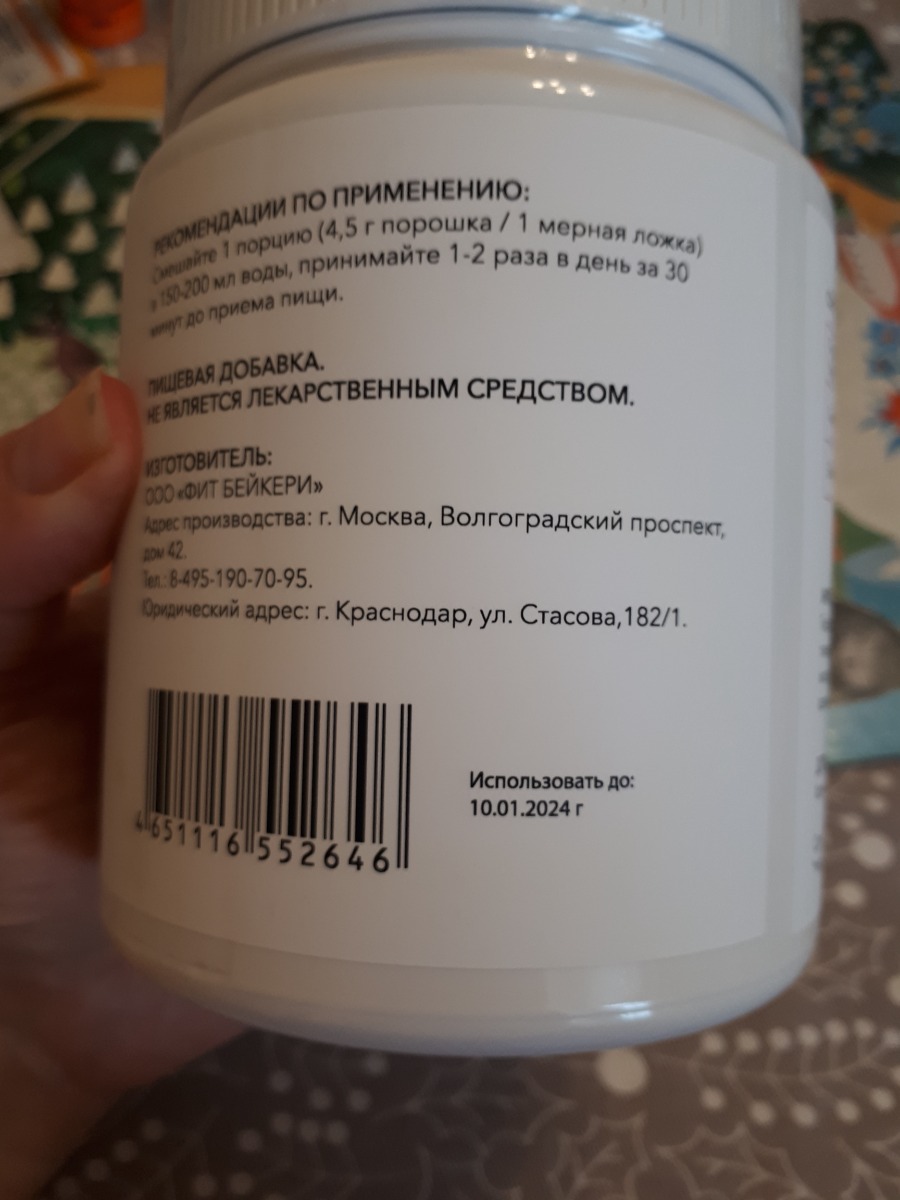 РЕКОМЕНДАЦИИ ПО ПРИМЕНЕНИЮ:
Смешайте 1 порцию (4,5 г порошка / 1 мерная ложка)
в 150-200 мл воды, принимайте 1-2 раза в день за 30
минут до приема пищи.
ПИЩЕВАЯ ДОБАВКА.
НЕ ЯВЛЯЕТСЯ ЛЕКАРСТВЕННЫМ СРЕДСТВОМ.
ИЗГОТОВИТЕЛЬ:
ООО «ФИТ БЕЙКЕРИ»
Адрес производства: г. Москва, Волгоградский проспект,
дом 42.
Тел.: 8-495-190-70-95.
Юридический адрес: г. Краснодар, ул. Стасова,182/1.
Использовать до:
10.01.2024 г
4 651116 552646